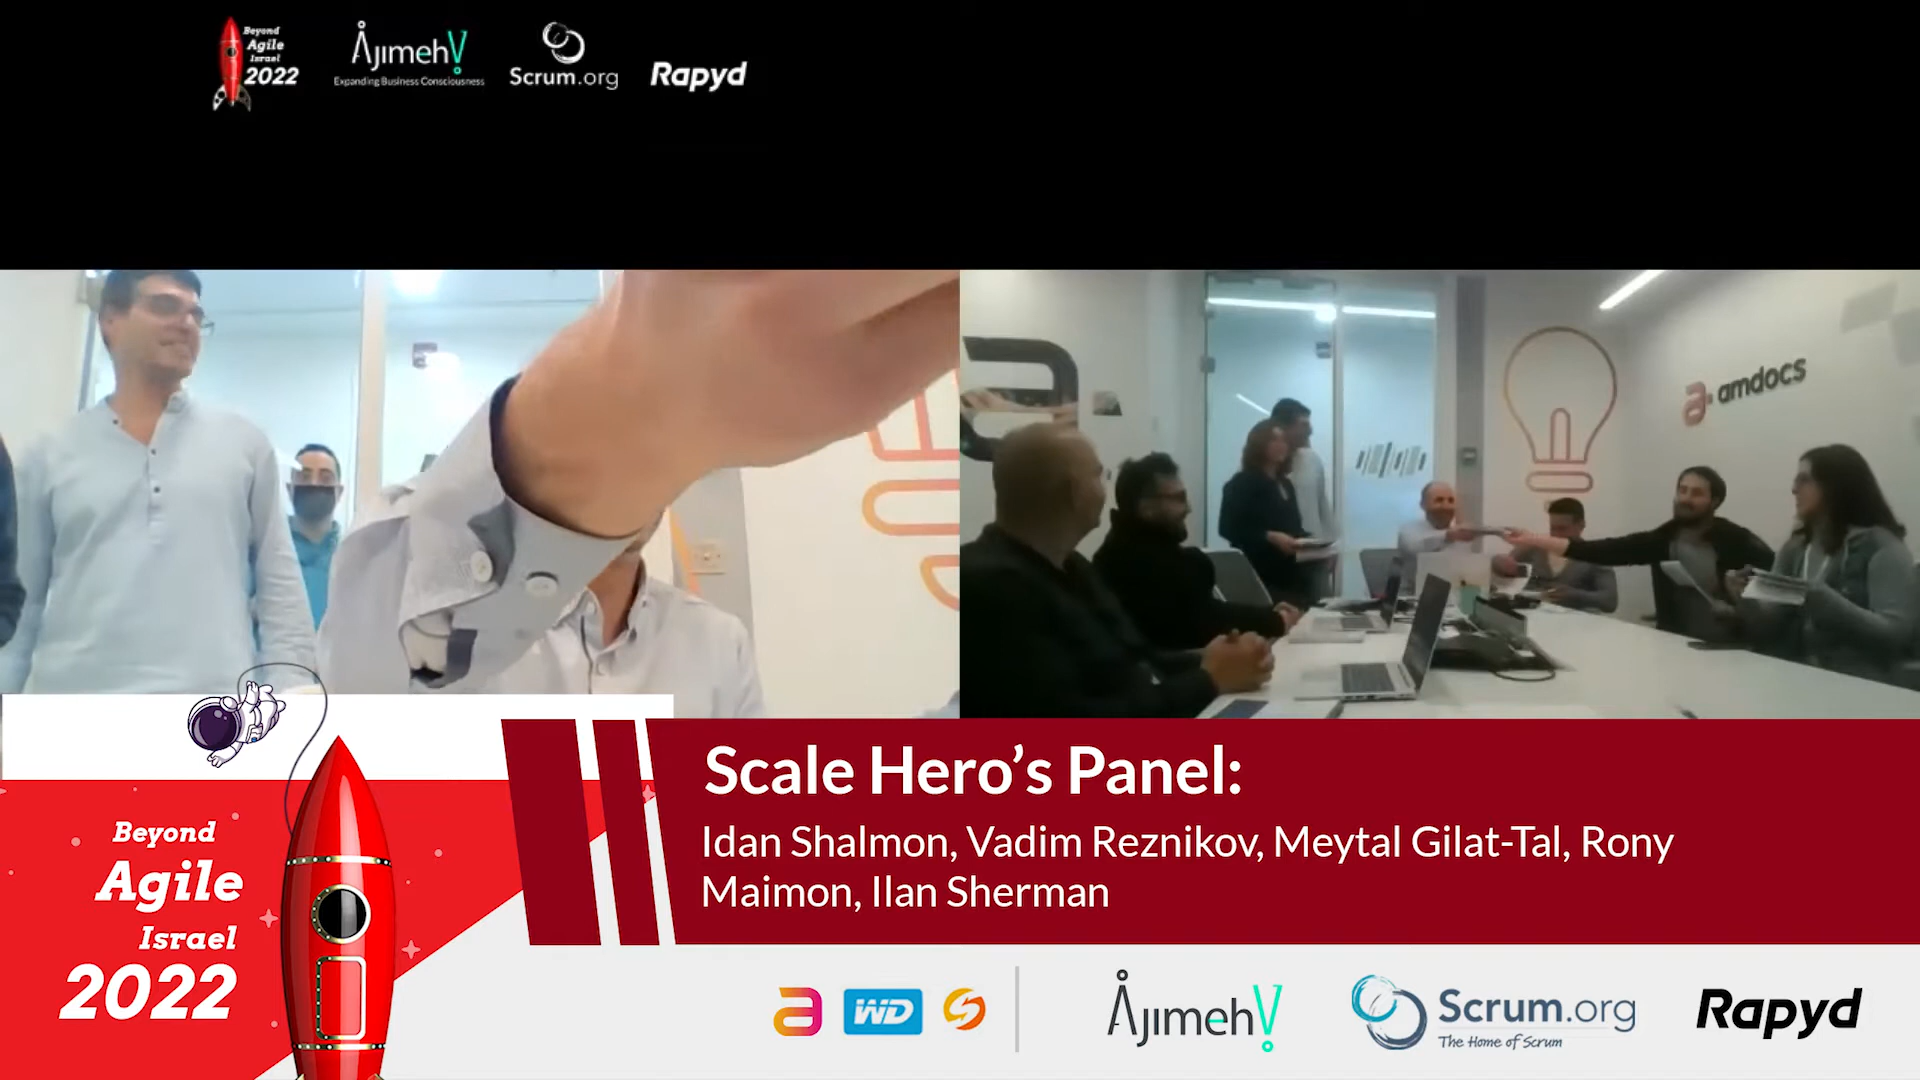 Beyond
Agile
Israel
2022
AjimehV
Expanding Business Consciousness
Scrum.org
Rapyd
a
amdocs
Scale Hero’s Panel:
Idan Shalmon, Vadim Reznikov, Meytal Gilat-Tal, Rony
Maimon, Ilan Sherman
Beyond
Agile
Israel
2022
a
WD
AjimehV
Scrum.org
The Home of Scrum
Rapyd